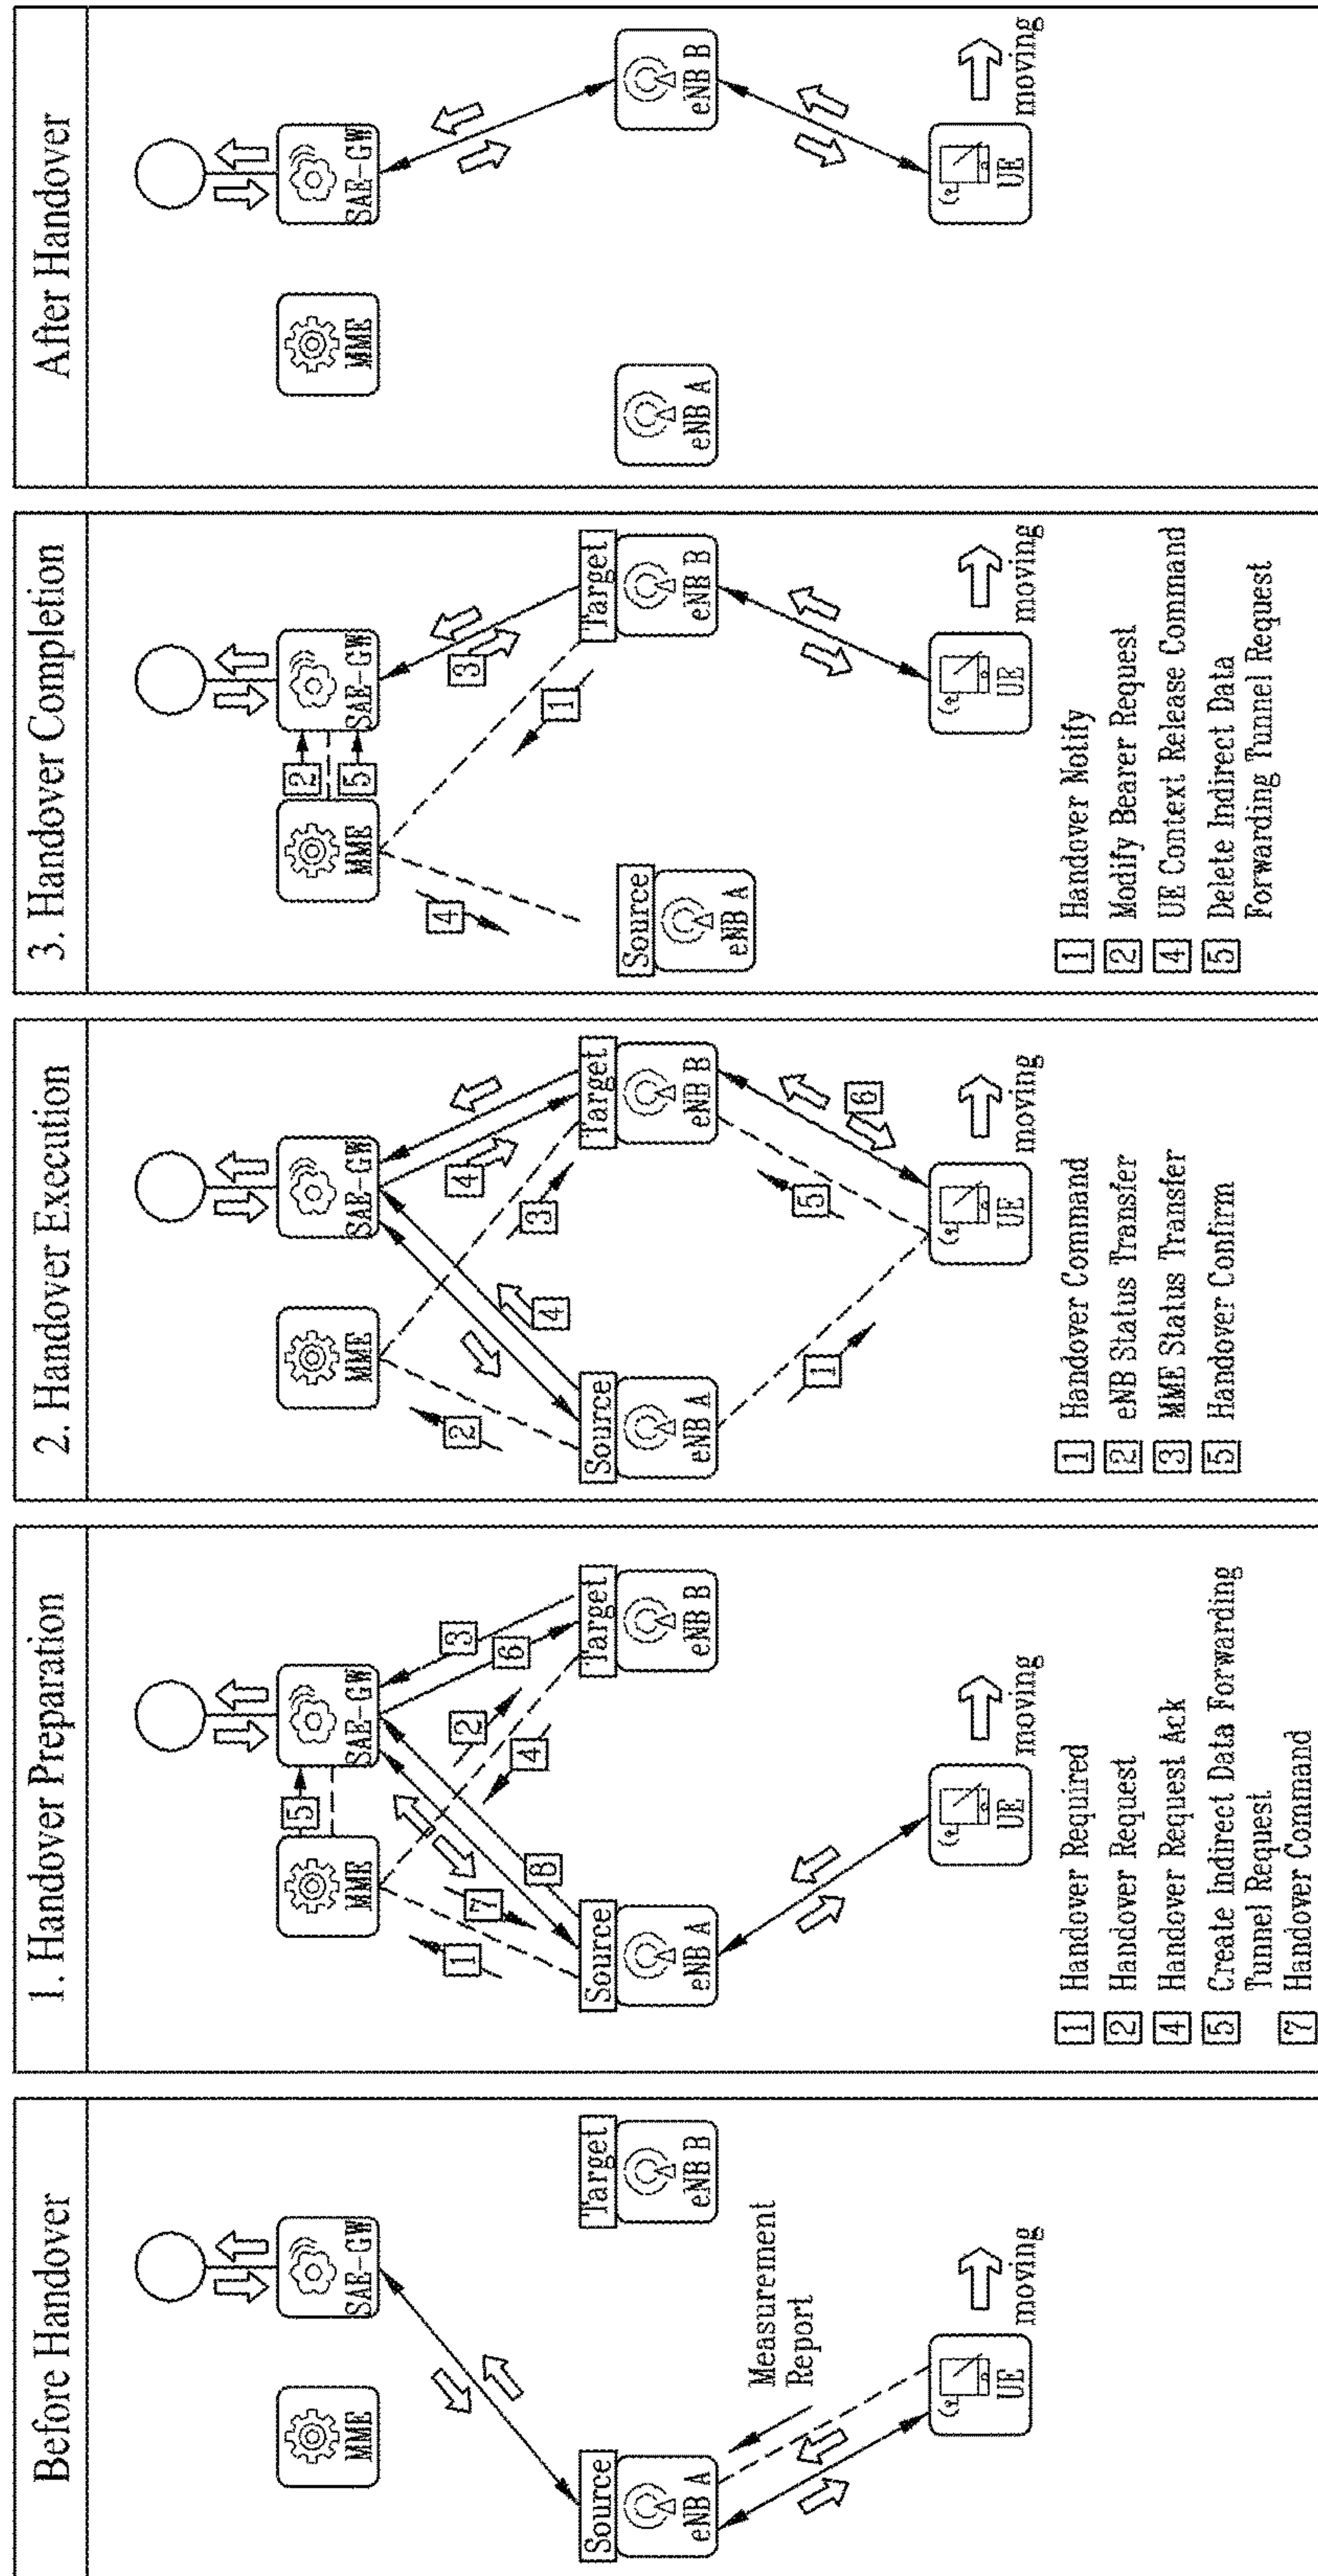 Before Handover
MME
SAE-GW
Source
eNB A
Target
eNB B
Measurement
Report
UE
moving
1. Handover Preparation
MME
5
SAE-GW
1
7
8
2
4
3
6
Source
eNB A
Target
eNB B
UE
moving
1 Handover Required
2 Handover Request
4 Handover Request Ack
5 Create Indirect Data Forwarding
Tunnel Request
7 Handover Command
2. Handover Execution
MME
SAE-GW
2
4
3
4
Source
eNB A
Target
eNB B
1
5
6
UE
moving
1 Handover Command
2 eNB Status Transfer
3 MME Status Transfer
5 Handover Confirm
3. Handover Completion
MME
2
5
SAE-GW
4
1
3
Source
eNB A
Target
eNB B
UE
moving
1 Handover Notify
2 Modify Bearer Request
4 UE Context Release Command
5 Delete Indirect Data
Forwarding Tunnel Request
After Handover
MME
SAE-GW
eNB A
eNB B
UE
moving